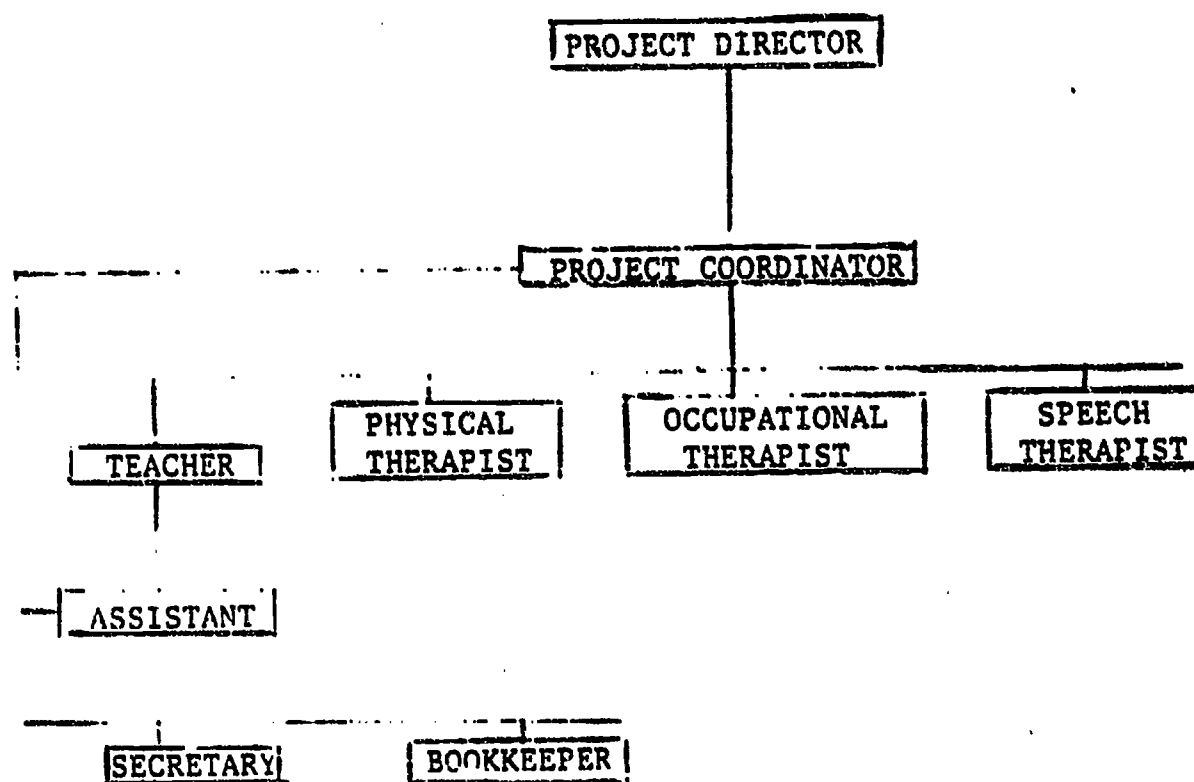 PROJECT DIRECTOR
PROJECT COORDINATOR
TEACHER
PHYSICAL
THERAPIST
OCCUPATIONAL
THERAPIST
SPEECH
THERAPIST
ASSISTANT
SECRETARY
BOOKKEEPER